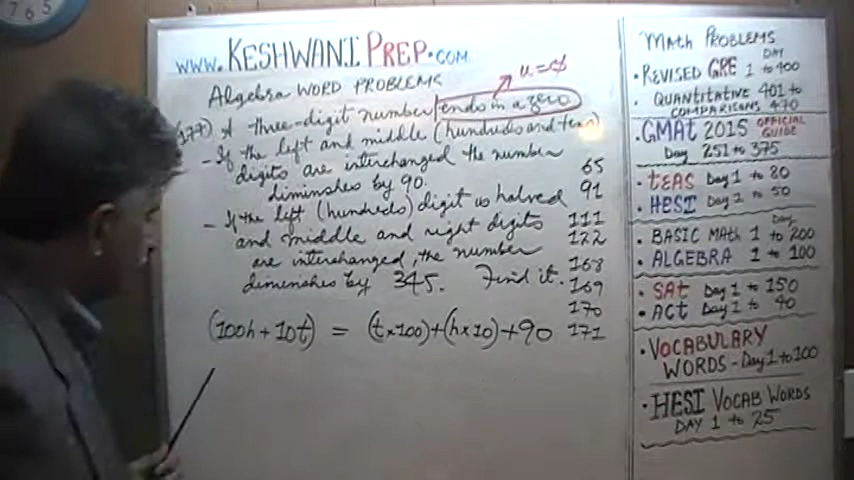 7 6 5
www.KESHWANI PREP.com
Algebra WORD PROBLEMS
u=0
(177) A three-digit number ends in a zero
- If the left and middle (hundreds and tens)
digits are interchanged the number
diminshes by 90.
- If the left (hundreds) digit is halved
and middle and right digits
are interchanged, the number
diminishes by 345. Find it.
65
91
111
122
168
169
170
171
(100h + 10t) = (t×100)+(h×10)+90
MATH PROBLEMS
DAY
• REVISED GRE 1 to 400
• QUANTITATIVE 401 to
COMPARISONS 470
• GMAT 2015 OFFICIAL GUIDE
Day 251 to 375
• TEAS Day 1 to 80
• HESI Day 1 to 50
DAY
• BASIC MATH 1 to 200
• ALGEBRA 1 to 100
• SAT Day 1 to 150
• ACT Day 1 to 40
• VOCABULARY
WORDS - Day 1 to 100
• HESI VOCAB WORDS
DAY 1 to 25